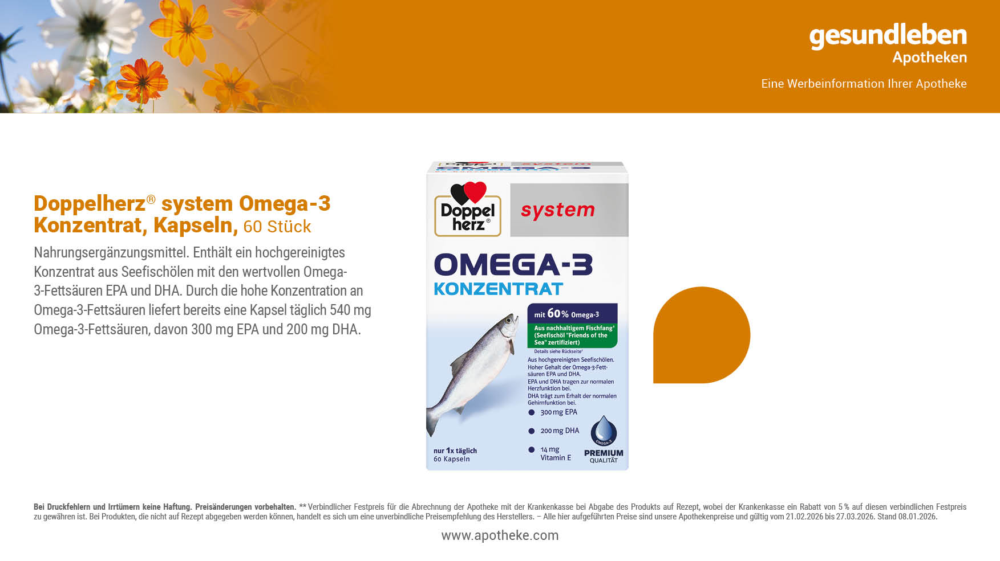 gesundleben
Apotheken
Eine Werbeinformation Ihrer Apotheke
Doppelherz® system Omega-3
Konzentrat, Kapseln, 60 Stück
Nahrungsergänzungsmittel. Enthält ein hochgereinigtes
Konzentrat aus Seefischölen mit den wertvollen Omega-
3-Fettsäuren EPA und DHA. Durch die hohe Konzentration an
Omega-3-Fettsäuren liefert bereits eine Kapsel täglich 540 mg
Omega-3-Fettsäuren, davon 300 mg EPA und 200 mg DHA.
Doppel
herz®
system
OMEGA-3
KONZENTRAT
mit 60% Omega-3
Aus nachhaltigem Fischfang¹
(Seefischöl "Friends of the
Sea" zertifiziert)
Details siehe Rückseite¹
Aus hochgereinigten Seefischölen.
Hoher Gehalt der Omega-3-Fett-
säuren EPA und DHA.
EPA und DHA tragen zur normalen
Herzfunktion bei.
DHA trägt zum Erhalt der normalen
Gehirnfunktion bei.
300 mg EPA
200 mg DHA
14 mg
Vitamin E
OMEGA-3
PREMIUM
QUALITÄT
nur 1x täglich
60 Kapseln
Bei Druckfehlern und Irrtümern keine Haftung. Preisänderungen vorbehalten. ** Verbindlicher Festpreis für die Abrechnung der Apotheke mit der Krankenkasse bei Abgabe des Produkts auf Rezept, wobei der Krankenkasse ein Rabatt von 5 % auf diesen verbindlichen Festpreis
zu gewähren ist. Bei Produkten, die nicht auf Rezept abgegeben werden können, handelt es sich um eine unverbindliche Preisempfehlung des Herstellers. – Alle hier aufgeführten Preise sind unsere Apothekenpreise und gültig vom 21.02.2026 bis 27.03.2026. Stand 08.01.2026.
www.apotheke.com